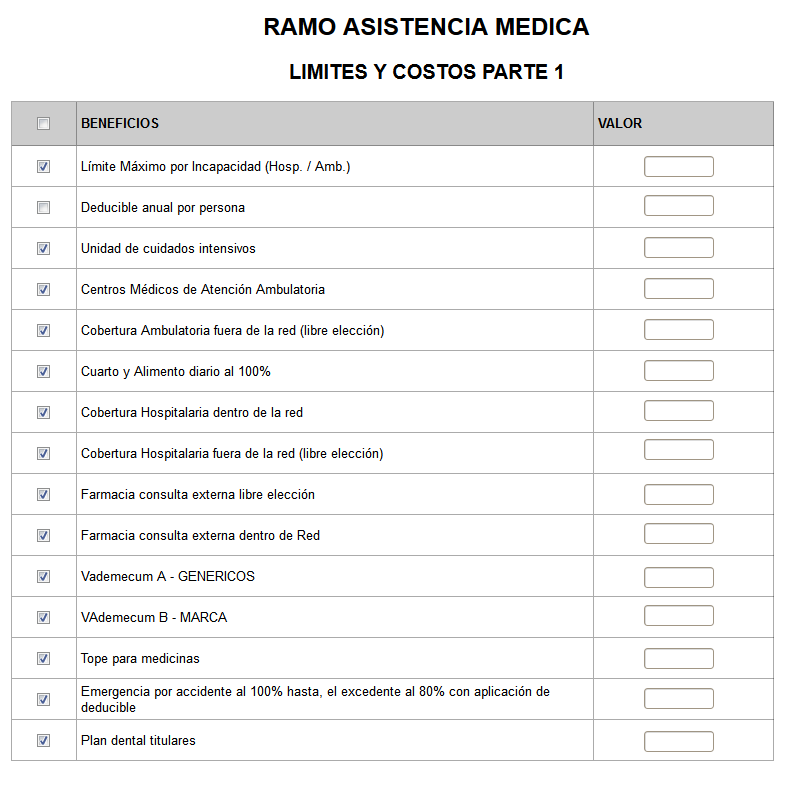 RAMO ASISTENCIA MEDICA
LIMITES Y COSTOS PARTE 1
BENEFICIOS VALOR
Límite Máximo por Incapacidad (Hosp. / Amb.)
Deducible anual por persona
Unidad de cuidados intensivos
Centros Médicos de Atención Ambulatoria
Cobertura Ambulatoria fuera de la red (libre elección)
Cuarto y Alimento diario al 100%
Cobertura Hospitalaria dentro de la red
Cobertura Hospitalaria fuera de la red (libre elección)
Farmacia consulta externa libre elección
Farmacia consulta externa dentro de Red
Vademecum A - GENERICOS
VAdemecum B - MARCA
Tope para medicinas
Emergencia por accidente al 100% hasta, el excedente al 80% con aplicación de
deducible
Plan dental titulares